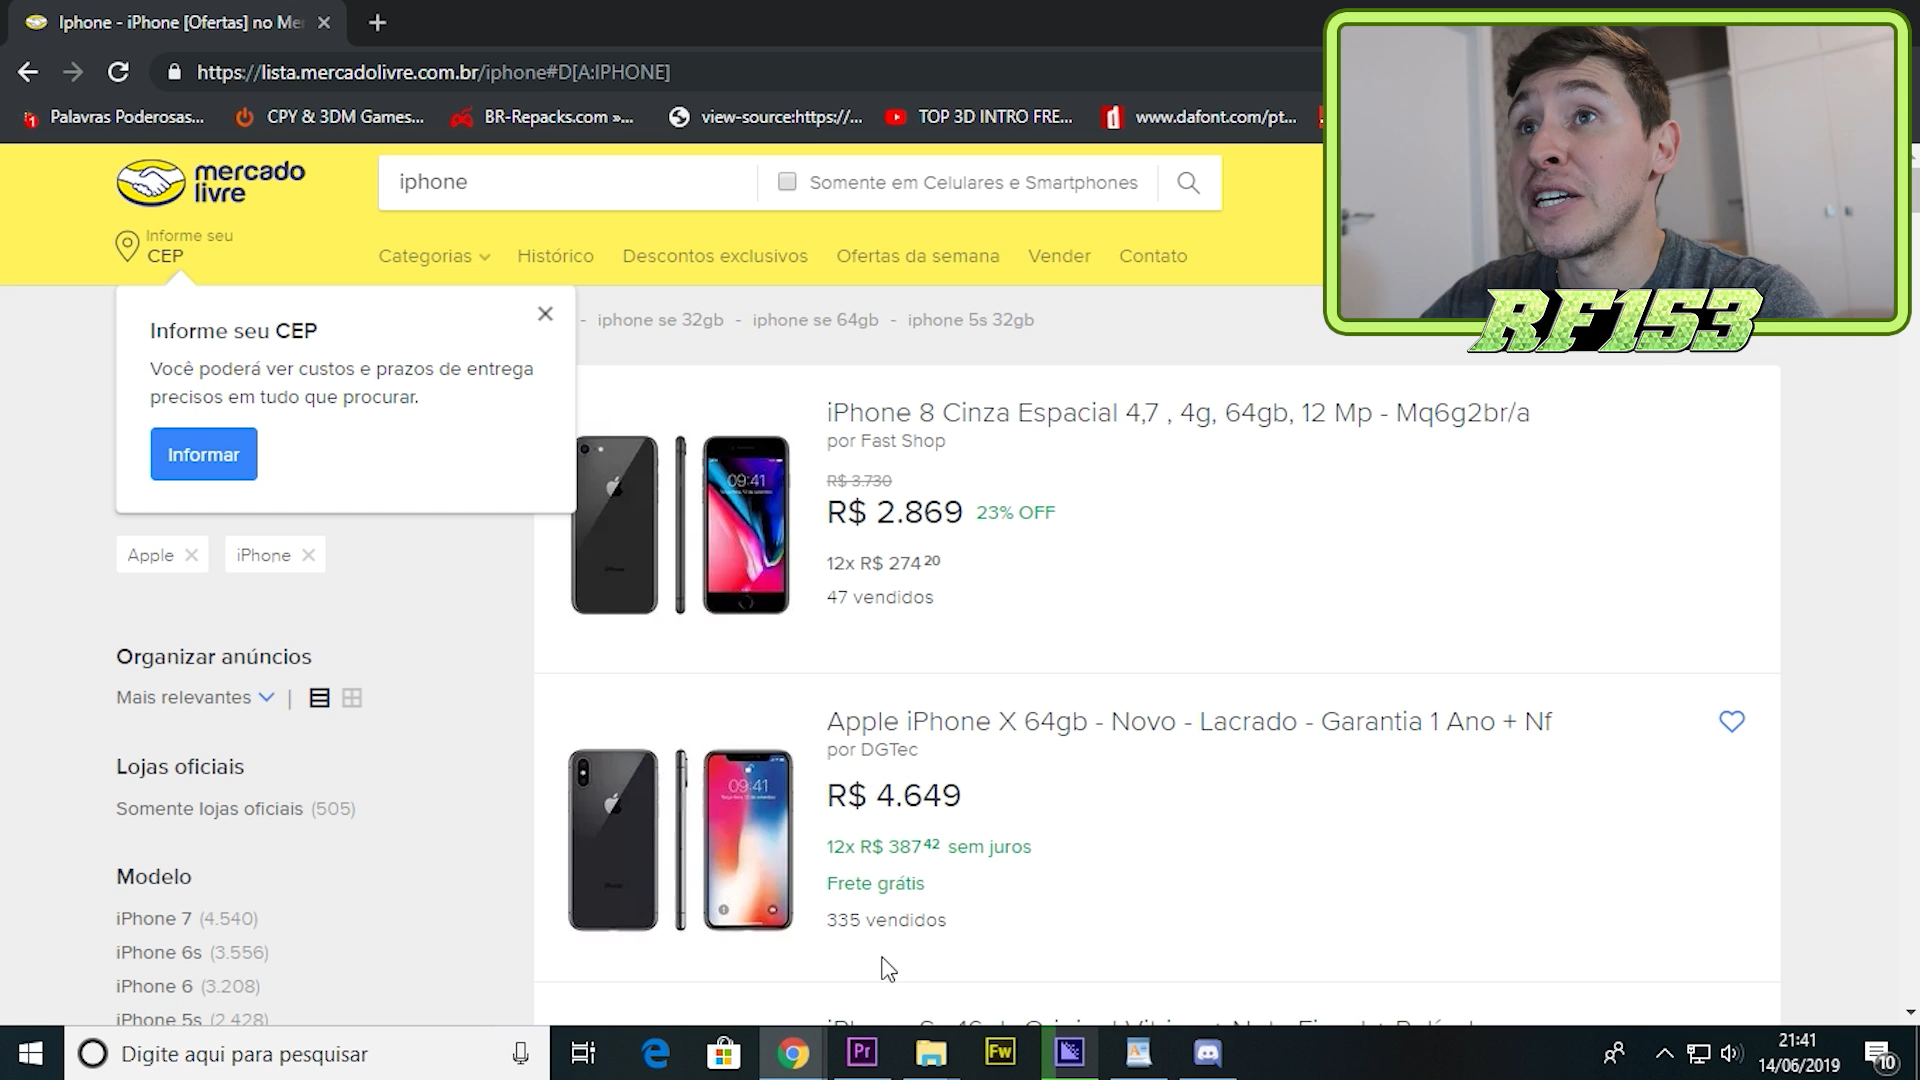 Iphone - iPhone [Ofertas] no Me
https://lista.mercadolivre.com.br/iphone#D[A:IPHONE]
Palavras Poderosas...
CPY & 3DM Games...
BR-Repacks.com »...
view-source:https://...
TOP 3D INTRO FRE...
www.dafont.com/pt...
mercado
livre
iphone
Somente em Celulares e Smartphones
Informe seu
CEP
Categorias
Histórico
Descontos exclusivos
Ofertas da semana
Vender
Contato
RF153
Informe seu CEP
Você poderá ver custos e prazos de entrega
precisos em tudo que procurar.
Informar
- iphone se 32gb - iphone se 64gb - iphone 5s 32gb
Apple
iPhone
Organizar anúncios
Mais relevantes
Lojas oficiais
Somente lojas oficiais (505)
Modelo
iPhone 7 (4.540)
iPhone 6s (3.556)
iPhone 6 (3.208)
iPhone 5s (2.428)
iPhone 8 Cinza Espacial 4,7 , 4g, 64gb, 12 Mp - Mq6g2br/a
por Fast Shop
R$ 3.730
R$ 2.869 23% OFF
12x R$ 274 20
47 vendidos
09:41
Apple iPhone X 64gb - Novo - Lacrado - Garantia 1 Ano + Nf
por DGTec
R$ 4.649
12x R$ 387 42 sem juros
Frete grátis
335 vendidos
09:41
Digite aqui para pesquisar
Pr
Fw
21:41
14/06/2019
10